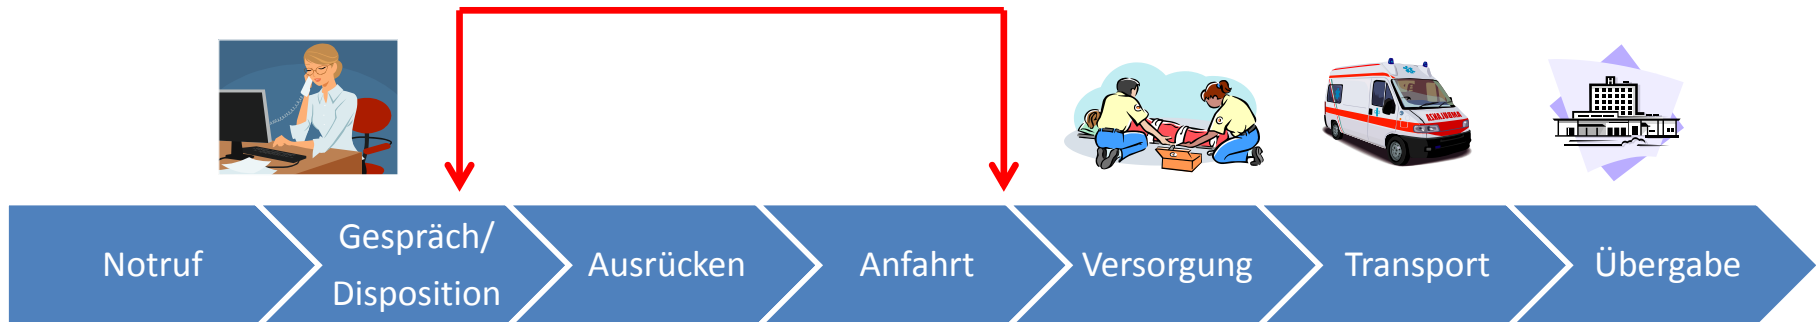 Notruf
Gespräch/
Disposition
Ausrücken
Anfahrt
Versorgung
Transport
Übergabe